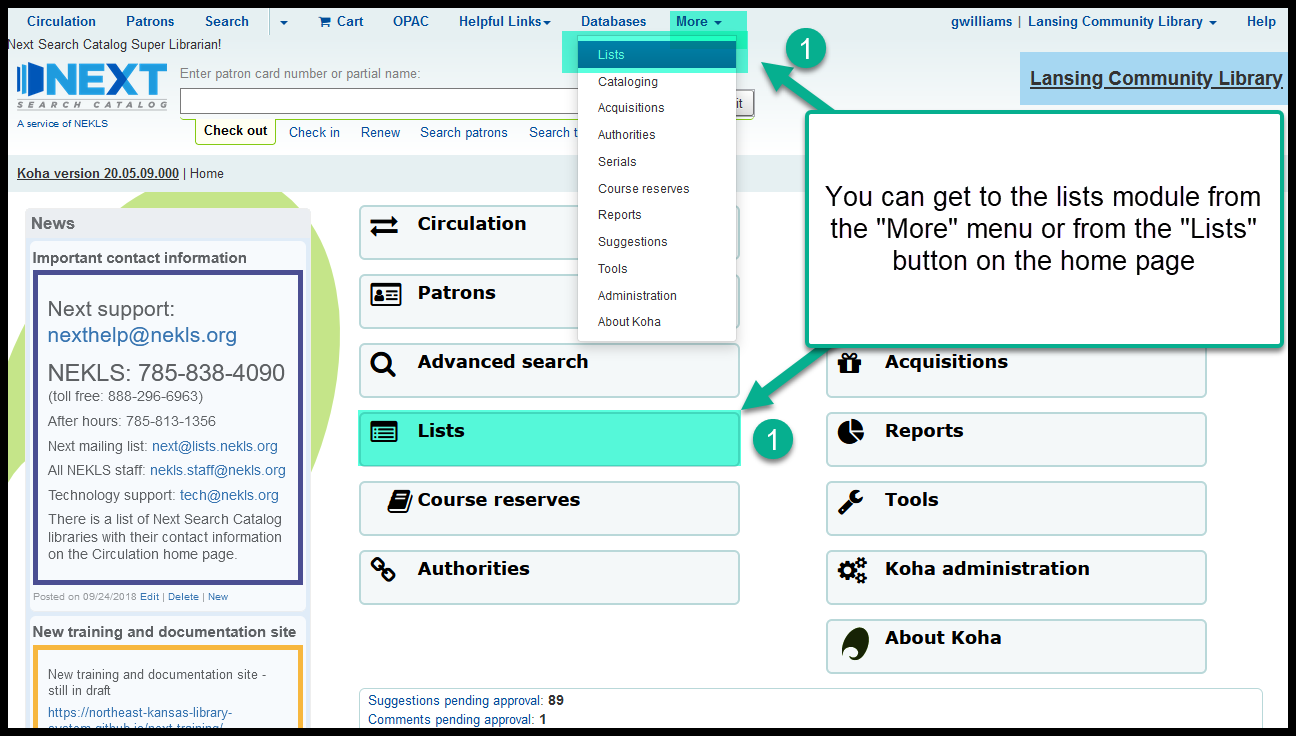 Circulation Patrons Search Cart OPAC Helpful Links Databases More gwilliams | Lansing Community Library Help
Next Search Catalog Super Librarian!
NEXT
SEARCH CATALOG
A service of NEKLS
Enter patron card number or partial name:
Check out Check in Renew Search patrons Search
Lansing Community Library
Lists
Cataloging
Acquisitions
Authorities
Serials
Course reserves
Reports
Suggestions
Tools
Administration
About Koha
1
You can get to the lists module from
the "More" menu or from the "Lists"
button on the home page
Koha version 20.05.09.000 | Home
News
Important contact information
Next support:
nexthelp@nekls.org
NEKLS: 785-838-4090
(toll free: 888-296-6963)
After hours: 785-813-1356
Next mailing list: next@lists.nekls.org
All NEKLS staff: nekls.staff@nekls.org
Technology support: tech@nekls.org
There is a list of Next Search Catalog
libraries with their contact information
on the Circulation home page.
Posted on 09/24/2018 Edit | Delete | New
New training and documentation site
New training and documentation site -
still in draft
https://northeast-kansas-library-
system.github.io/next-training/
Circulation
Patrons
Advanced search
Lists
1
Course reserves
Authorities
Acquisitions
Reports
Tools
Koha administration
About Koha
Suggestions pending approval: 89
Comments pending approval: 1